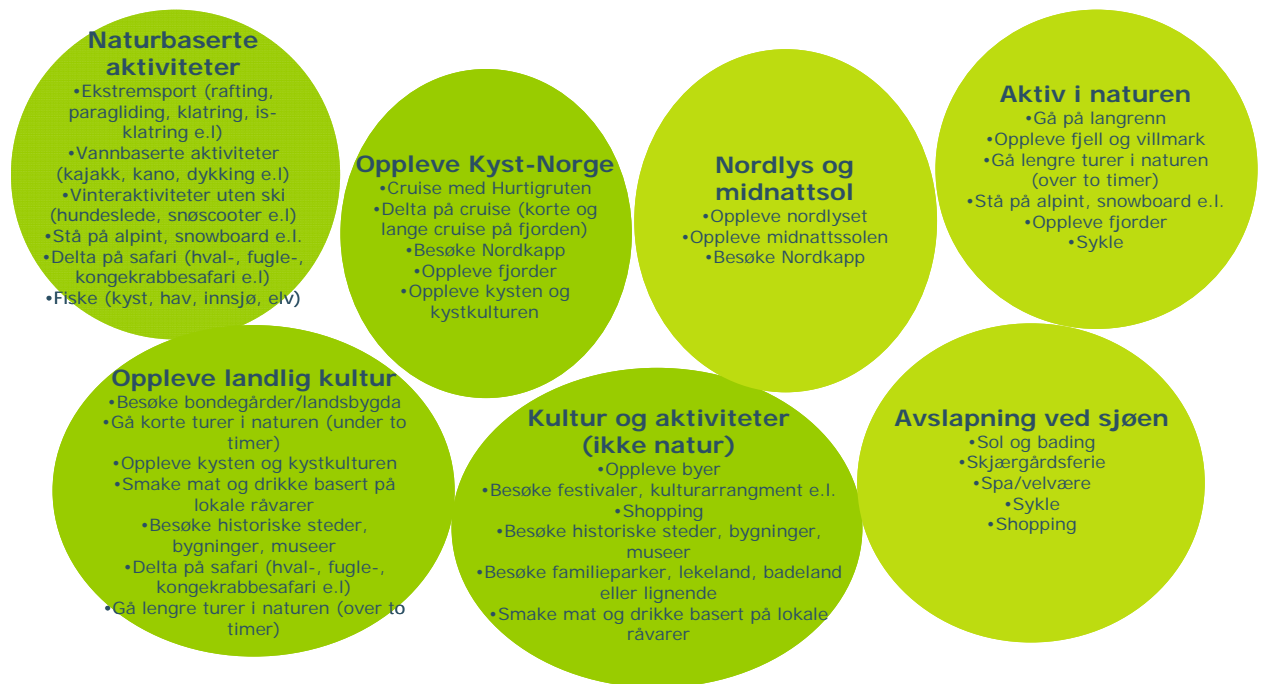 Naturbaserte
aktiviteter
•Ekstremsport (rafting,
paragliding, klatring, is-
klatring e.l)
•Vannbaserte aktiviteter
(kajakk, kano, dykking e.l)
•Vinteraktiviteter uten ski
(hundeslede, snøscooter e.l)
•Stå på alpint, snowboard e.l.
•Delta på safari (hval-, fugle-,
kongekrabbesafari e.l)
•Fiske (kyst, hav, innsjø, elv)
Oppleve Kyst-Norge
•Cruise med Hurtigruten
•Delta på cruise (korte og
lange cruise på fjorden)
•Besøke Nordkapp
•Oppleve fjorder
•Oppleve kysten og
kystkulturen
Nordlys og
midnattsol
•Oppleve nordlyset
•Oppleve midnattssolen
•Besøke Nordkapp
Aktiv i naturen
•Gå på langrenn
•Oppleve fjell og villmark
•Gå lengre turer i naturen
(over to timer)
•Stå på alpint, snowboard e.l.
•Oppleve fjorder
•Sykle
Oppleve landlig kultur
•Besøke bondegårder/landsbygda
•Gå korte turer i naturen (under to
timer)
•Oppleve kysten og kystkulturen
•Smake mat og drikke basert på
lokale råvarer
•Besøke historiske steder,
bygninger, museer
•Delta på safari (hval-, fugle-,
kongekrabbesafari e.l)
•Gå lengre turer i naturen (over to
timer)
Kultur og aktiviteter
(ikke natur)
•Oppleve byer
•Besøke festivaler, kulturarrangment e.l.
•Shopping
•Besøke historiske steder, bygninger,
museer
•Besøke familieparker, lekeland, badeland
eller lignende
•Smake mat og drikke basert på lokale
råvarer
Avslapning ved sjøen
•Sol og bading
•Skjærgårdsferie
•Spa/velvære
•Sykle
•Shopping